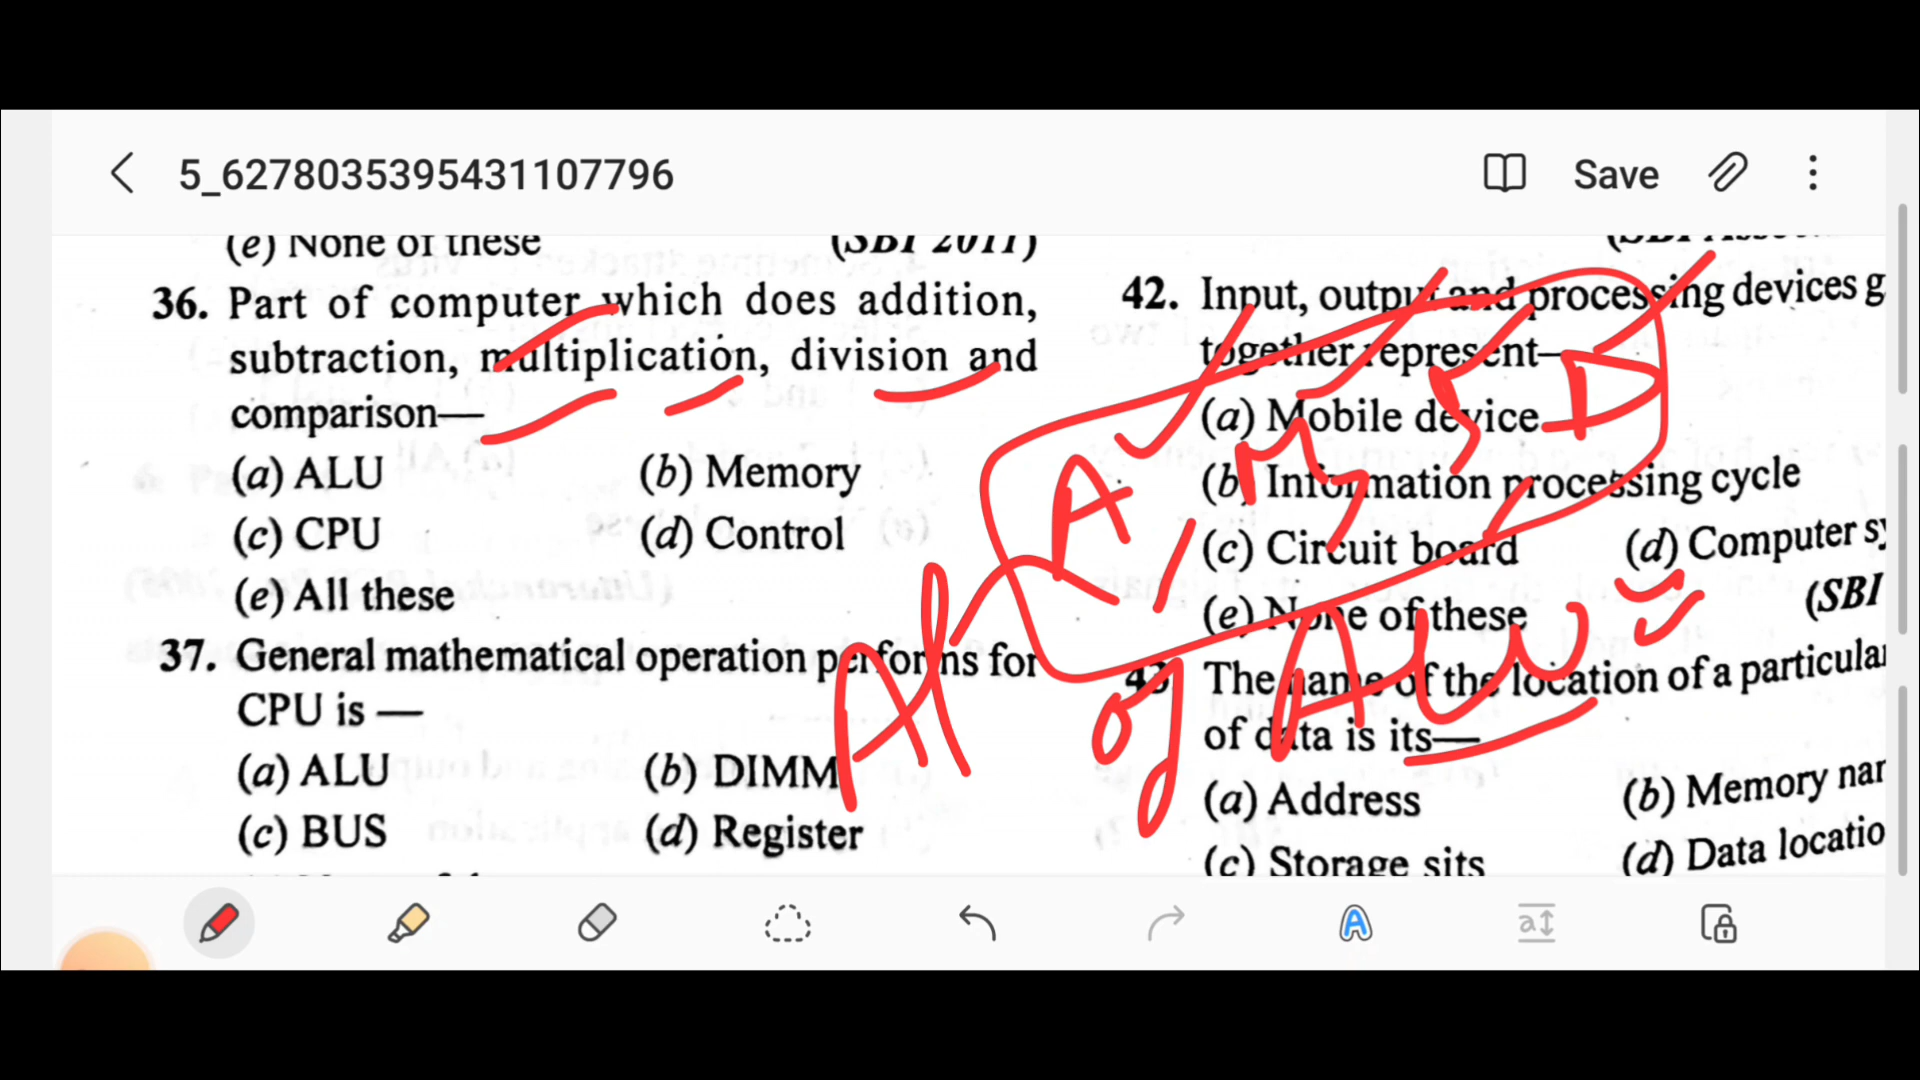 5_6278035395431107796
Save
(e) None of these (SBI 2011)
36. Part of computer which does addition,
subtraction, multiplication, division and
comparison—
(a) ALU (b) Memory
(c) CPU (d) Control
(e) All these
37. General mathematical operation performs for
CPU is —
(a) ALU (b) DIMM
(c) BUS (d) Register
42. Input, output and processing devices g
together represent—
(a) Mobile device
(b) Information processing cycle
(c) Circuit board (d) Computer sy
(e) None of these
(SBI
43. The name of the location of a particular
of data is its—
(a) Address (b) Memory nar
(c) Storage sits (d) Data locatio
A, M, S, D
ALU